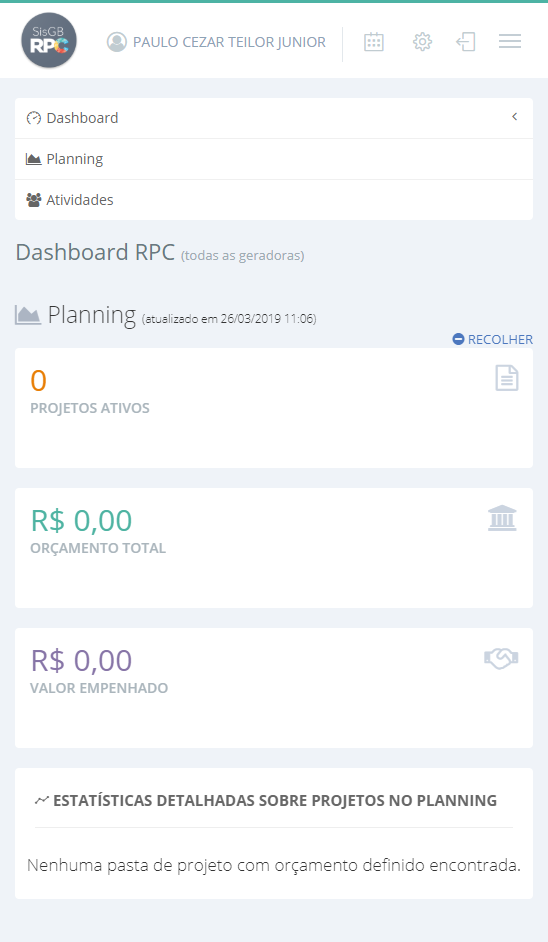 SisGB
RPC
PAULO CEZAR TEILOR JUNIOR
Dashboard
Planning
Atividades
Dashboard RPC (todas as geradoras)
Planning (atualizado em 26/03/2019 11:06)
RECOLHER
0
PROJETOS ATIVOS
R$ 0,00
ORÇAMENTO TOTAL
R$ 0,00
VALOR EMPENHADO
ESTATÍSTICAS DETALHADAS SOBRE PROJETOS NO PLANNING
Nenhuma pasta de projeto com orçamento definido encontrada.